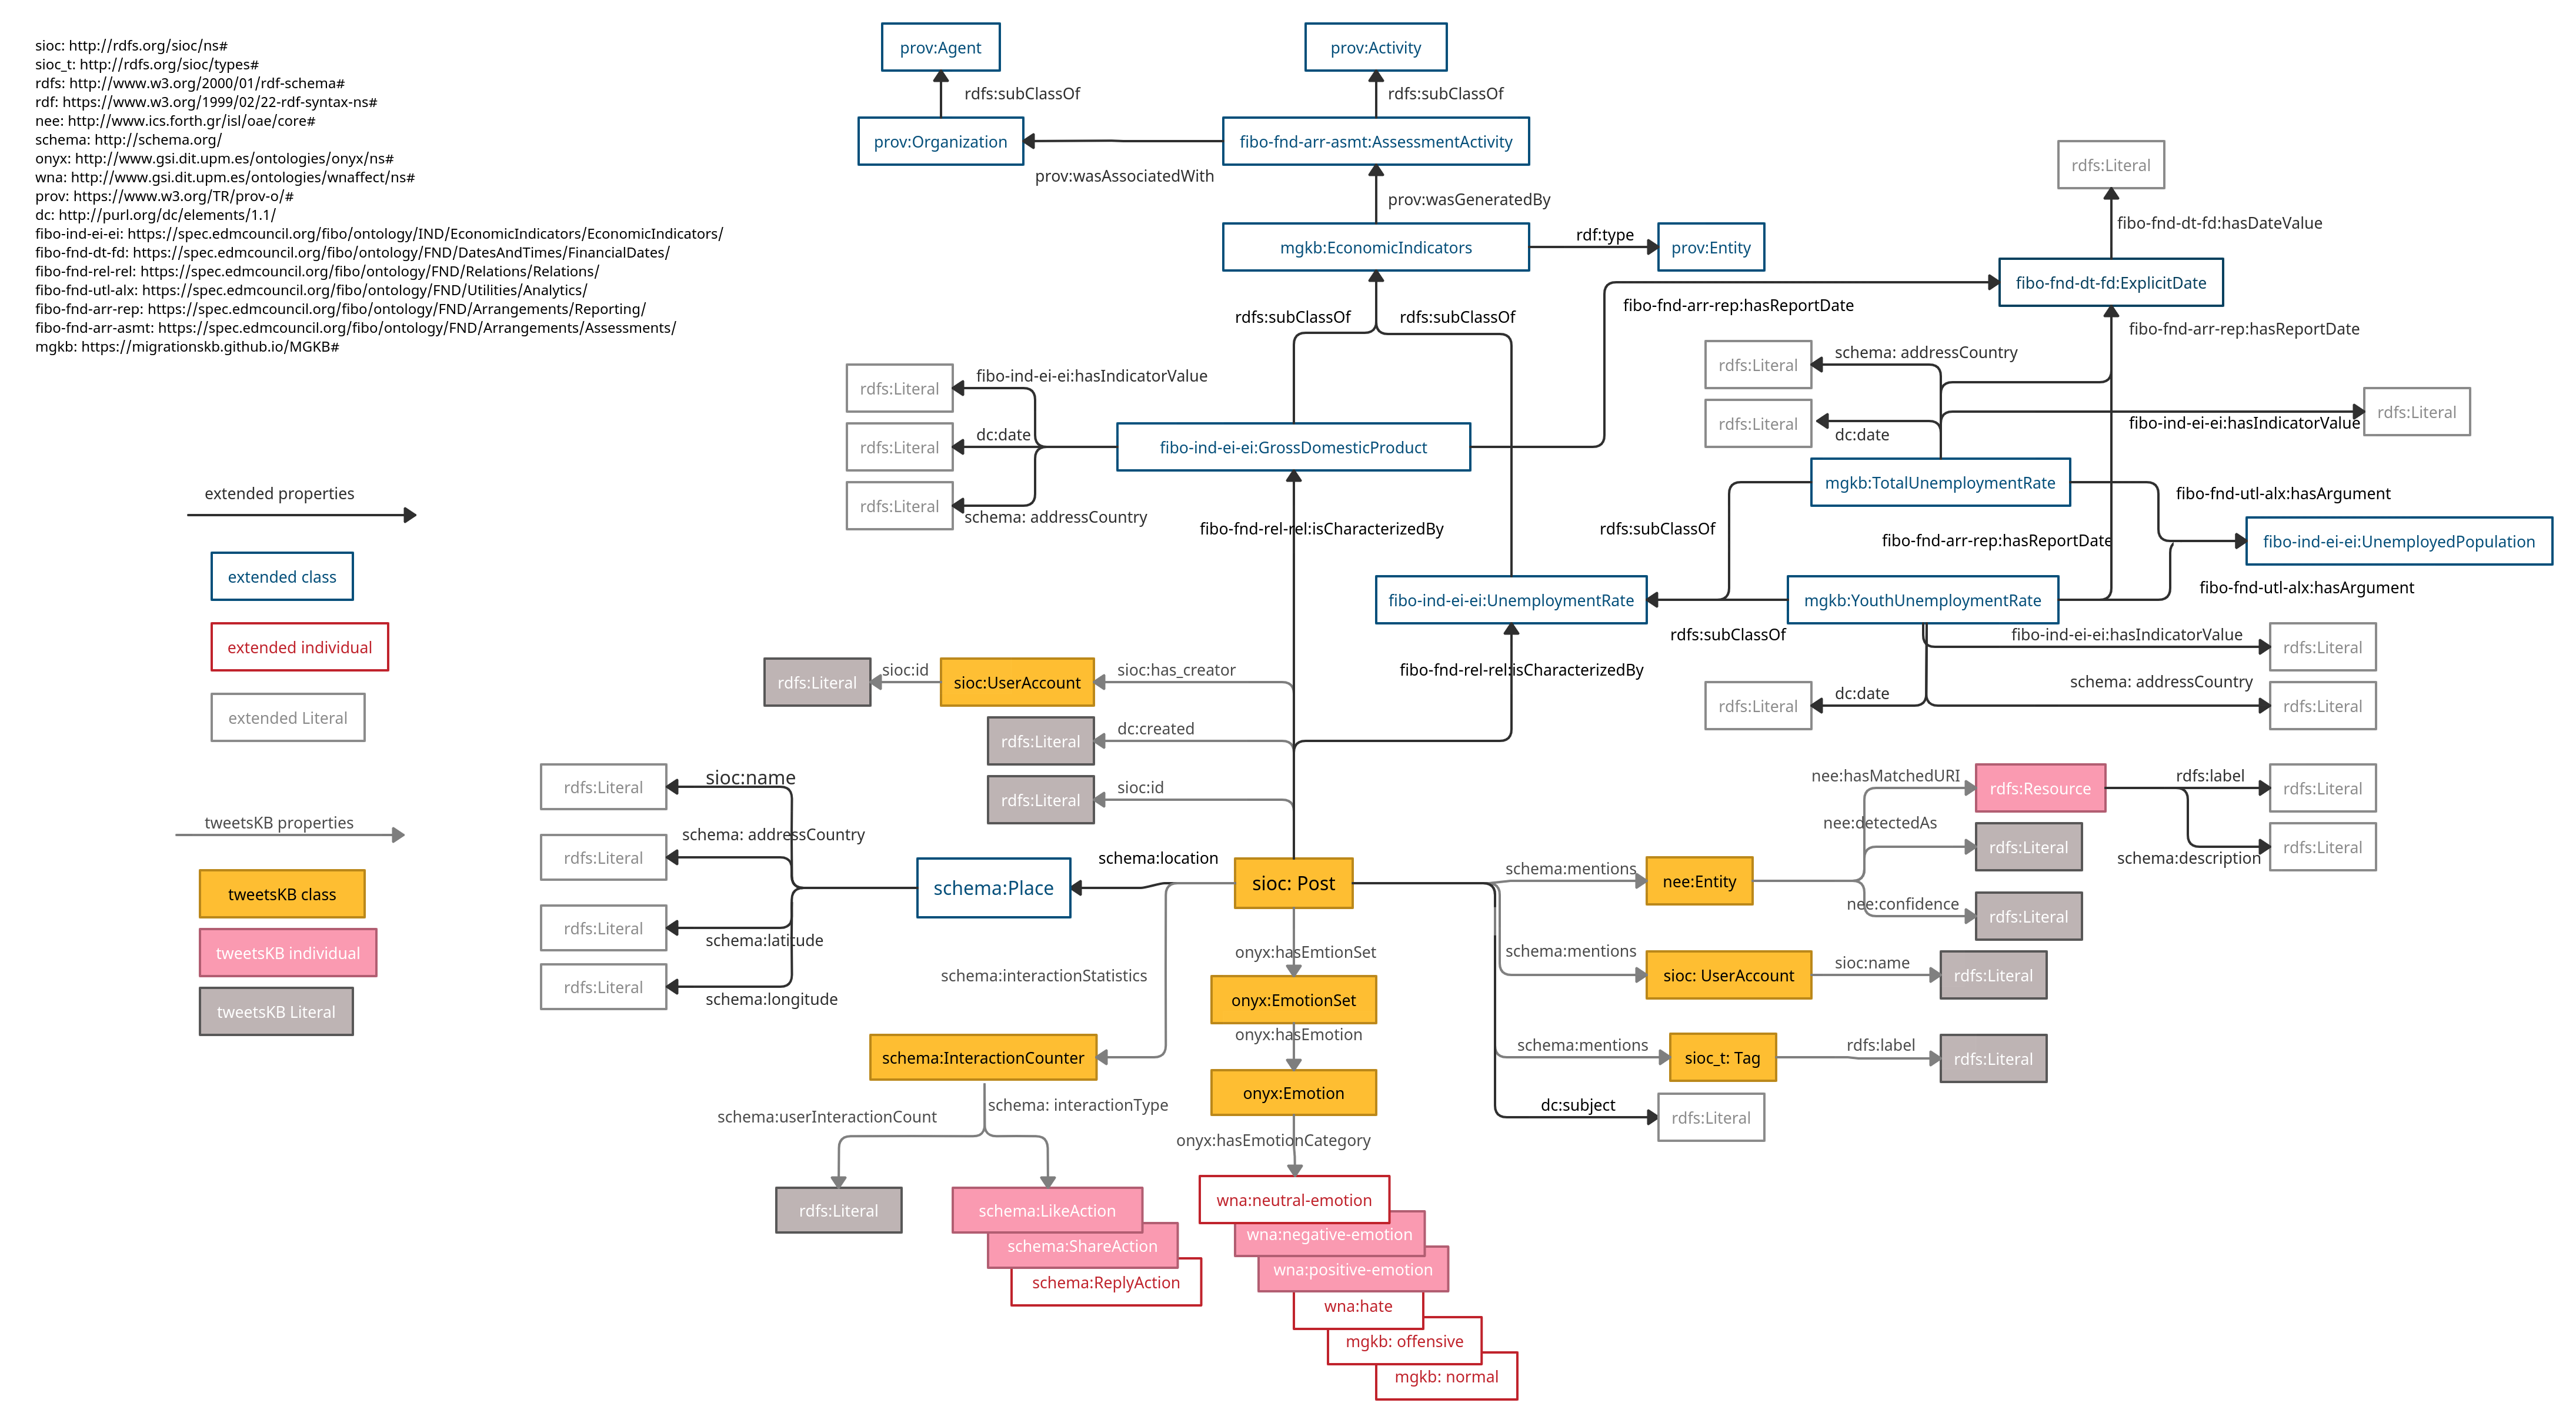 sioc: http://rdfs.org/sioc/ns#
sioc_t: http://rdfs.org/sioc/types#
rdfs: http://www.w3.org/2000/01/rdf-schema#
rdf: https://www.w3.org/1999/02/22-rdf-syntax-ns#
nee: http://www.ics.forth.gr/isl/oae/core#
schema: http://schema.org/
onyx: http://www.gsi.dit.upm.es/ontologies/onyx/ns#
wna: http://www.gsi.dit.upm.es/ontologies/wnaffect/ns#
prov: https://www.w3.org/TR/prov-o/#
dc: http://purl.org/dc/elements/1.1/
fibo-ind-ei-ei: https://spec.edmcouncil.org/fibo/ontology/IND/EconomicIndicators/EconomicIndicators/
fibo-fnd-dt-fd: https://spec.edmcouncil.org/fibo/ontology/FND/DatesAndTimes/FinancialDates/
fibo-fnd-rel-rel: https://spec.edmcouncil.org/fibo/ontology/FND/Relations/Relations/
fibo-fnd-utl-alx: https://spec.edmcouncil.org/fibo/ontology/FND/Utilities/Analytics/
fibo-fnd-arr-rep: https://spec.edmcouncil.org/fibo/ontology/FND/Arrangements/Reporting/
fibo-fnd-arr-asmt: https://spec.edmcouncil.org/fibo/ontology/FND/Arrangements/Assessments/
mgkb: https://migrationskb.github.io/MGKB#
extended properties
extended class
extended individual
extended Literal
tweetsKB properties
tweetsKB class
tweetsKB individual
tweetsKB Literal
prov:Agent
prov:Activity
rdfs:subClassOf
rdfs:subClassOf
prov:Organization
fibo-fnd-arr-asmt:AssessmentActivity
prov:wasAssociatedWith
prov:wasGeneratedBy
mgkb:EconomicIndicators
rdf:type
prov:Entity
rdfs:Literal
fibo-fnd-dt-fd:hasDateValue
fibo-fnd-dt-fd:ExplicitDate
fibo-fnd-arr-rep:hasReportDate
fibo-fnd-arr-rep:hasReportDate
rdfs:subClassOf
rdfs:subClassOf
rdfs:Literal
fibo-ind-ei-ei:hasIndicatorValue
rdfs:Literal
dc:date
rdfs:Literal
schema: addressCountry
fibo-ind-ei-ei:GrossDomesticProduct
rdfs:Literal
schema: addressCountry
rdfs:Literal
dc:date
rdfs:Literal
fibo-ind-ei-ei:hasIndicatorValue
mgkb:TotalUnemploymentRate
fibo-fnd-utl-alx:hasArgument
fibo-fnd-rel-rel:isCharacterizedBy
rdfs:subClassOf
fibo-fnd-arr-rep:hasReportDate
fibo-ind-ei-ei:UnemployedPopulation
fibo-ind-ei-ei:UnemploymentRate
mgkb:YouthUnemploymentRate
fibo-fnd-utl-alx:hasArgument
rdfs:subClassOf
fibo-ind-ei-ei:hasIndicatorValue
rdfs:Literal
rdfs:Literal
sioc:id
sioc:UserAccount
sioc:has_creator
fibo-fnd-rel-rel:isCharacterizedBy
rdfs:Literal
dc:date
schema: addressCountry
rdfs:Literal
rdfs:Literal
dc:created
rdfs:Literal
sioc:id
rdfs:Literal
sioc:name
rdfs:Literal
schema: addressCountry
rdfs:Literal
schema:latitude
rdfs:Literal
schema:longitude
schema:Place
schema:location
sioc: Post
schema:mentions
nee:Entity
nee:hasMatchedURI
rdfs:Resource
rdfs:label
rdfs:Literal
nee:detectedAs
rdfs:Literal
schema:description
rdfs:Literal
nee:confidence
rdfs:Literal
schema:interactionStatistics
onyx:hasEmtionSet
schema:mentions
sioc: UserAccount
sioc:name
rdfs:Literal
onyx:EmotionSet
onyx:hasEmotion
schema:InteractionCounter
schema:mentions
sioc_t: Tag
rdfs:label
rdfs:Literal
onyx:Emotion
schema:userInteractionCount
schema: interactionType
dc:subject
rdfs:Literal
onyx:hasEmotionCategory
rdfs:Literal
schema:LikeAction
schema:ShareAction
schema:ReplyAction
wna:neutral-emotion
wna:negative-emotion
wna:positive-emotion
wna:hate
mgkb: offensive
mgkb: normal